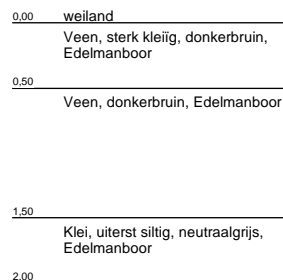 0,00 weiland
Veen, sterk kleiïg, donkerbruin,
Edelmanboor
0,50
Veen, donkerbruin, Edelmanboor
1,50
Klei, uiterst siltig, neutraalgrijs,
Edelmanboor
2,00